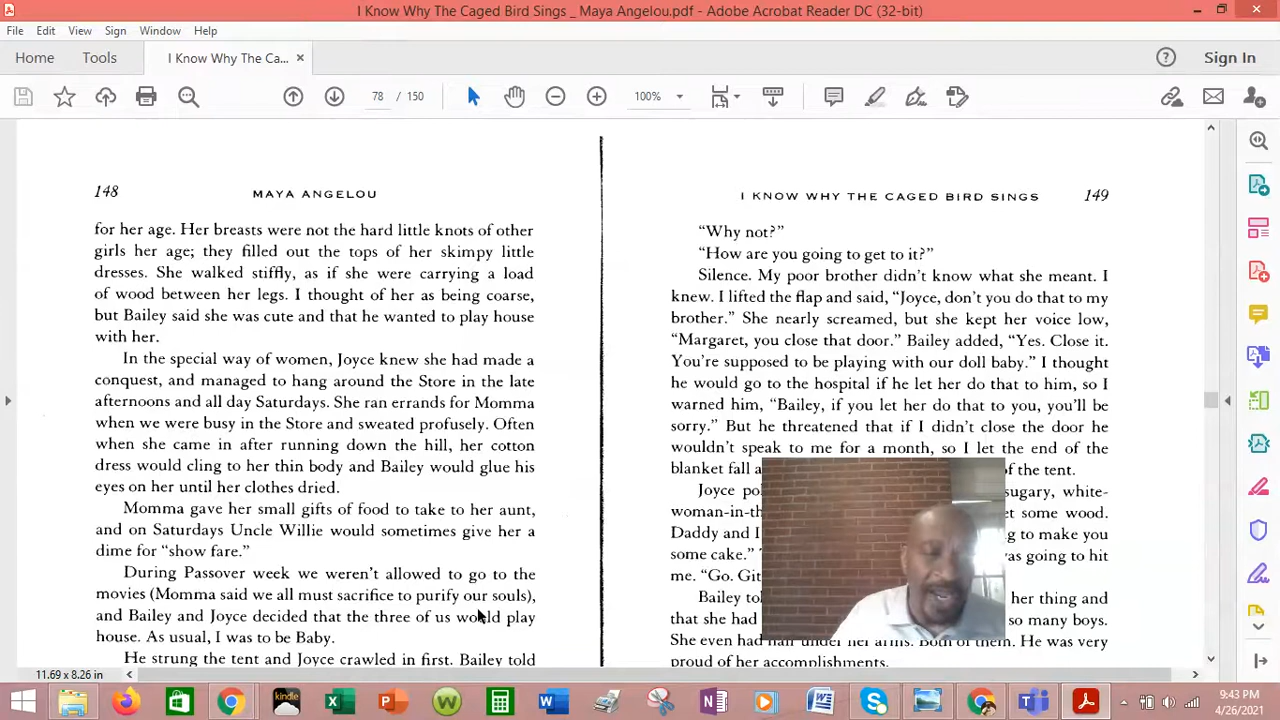 I Know Why The Caged Bird Sings _ Maya Angelou.pdf - Adobe Acrobat Reader DC (32-bit)
File Edit View Sign Window Help
Home Tools I Know Why The Ca... × Sign In
78 / 150 100%
148 MAYA ANGELOU
for her age. Her breasts were not the hard little knots of other
girls her age; they filled out the tops of her skimpy little
dresses. She walked stiffly, as if she were carrying a load
of wood between her legs. I thought of her as being coarse,
but Bailey said she was cute and that he wanted to play house
with her.
In the special way of women, Joyce knew she had made a
conquest, and managed to hang around the Store in the late
afternoons and all day Saturdays. She ran errands for Momma
when we were busy in the Store and sweated profusely. Often
when she came in after running down the hill, her cotton
dress would cling to her thin body and Bailey would glue his
eyes on her until her clothes dried.
Momma gave her small gifts of food to take to her aunt,
and on Saturdays Uncle Willie would sometimes give her a
dime for “show fare.”
During Passover week we weren't allowed to go to the
movies (Momma said we all must sacrifice to purify our souls),
and Bailey and Joyce decided that the three of us would play
house. As usual, I was to be Baby.
He strung the tent and Joyce crawled in first. Bailey told
I KNOW WHY THE CAGED BIRD SINGS 149
“Why not?”
“How are you going to get to it?”
Silence. My poor brother didn't know what she meant. I
knew. I lifted the flap and said, “Joyce, don't you do that to my
brother.” She nearly screamed, but she kept her voice low,
“Margaret, you close that door.” Bailey added, “Yes. Close it.
You're supposed to be playing with our doll baby.” I thought
he would go to the hospital if he let her do that to him, so I
warned him, “Bailey, if you let her do that to you, you'll be
sorry.” But he threatened that if I didn't close the door he
wouldn't speak to me for a month, so I let the end of the
blanket fall of the tent.
Joyce sugary, white-
some wood.
Daddy and to make you
some cake.” going to hit
me. “Go. Git
Bailey her thing and
that she had so many boys.
She even had hair under her arms. Both of them. He was very
proud of her accomplishments.
11.69 x 8.26 in
kindle
9:43 PM
4/26/2021